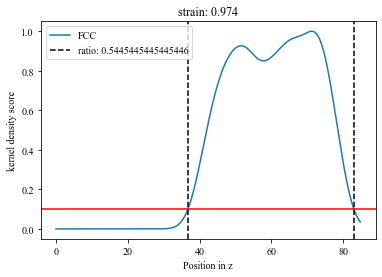 strain: 0.974
FCC
ratio: 0.5445445445445446
kernel density score
1.0
0.8
0.6
0.4
0.2
0.0
0 20 40 60 80
Position in z